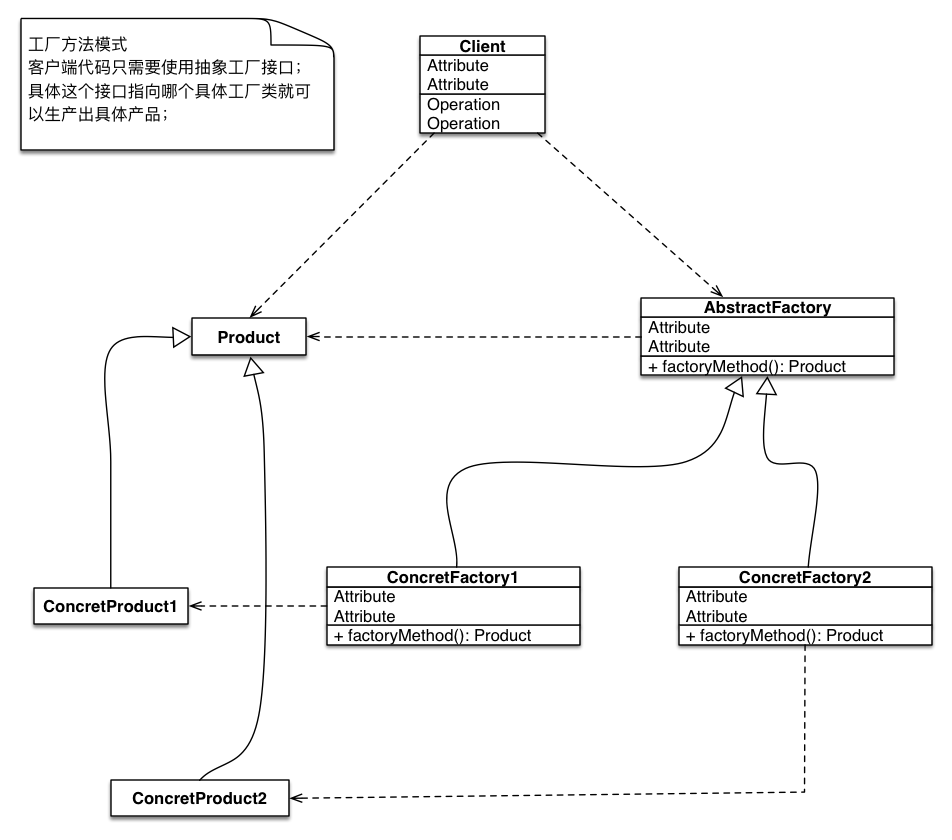 工厂方法模式
客户端代码只需要使用抽象工厂接口；
具体这个接口指向哪个具体工厂类就可
以生产出具体产品；
Client
Attribute
Attribute
Operation
Operation
Product
AbstractFactory
Attribute
Attribute
+ factoryMethod(): Product
ConcretProduct1
ConcretFactory1
Attribute
Attribute
+ factoryMethod(): Product
ConcretFactory2
Attribute
Attribute
+ factoryMethod(): Product
ConcretProduct2